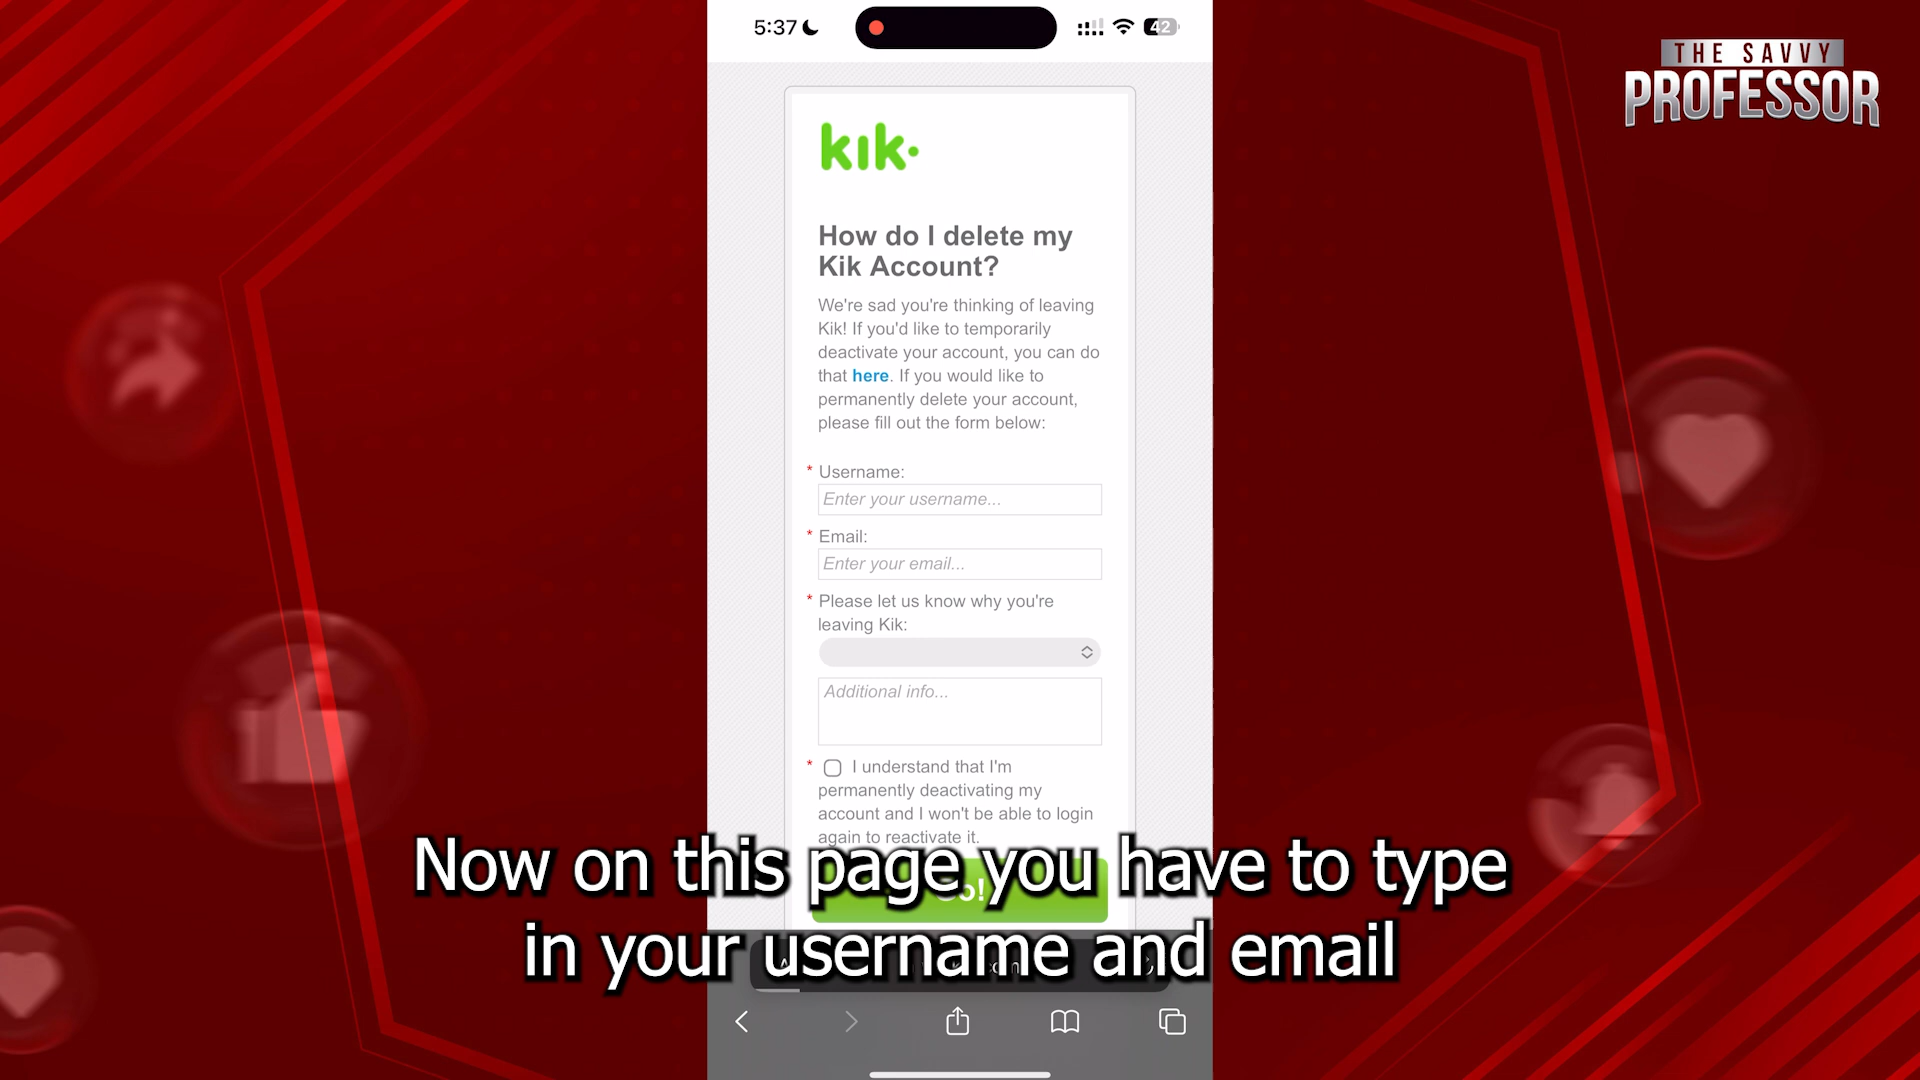 5:37
42
THE SAVVY
PROFESSOR
kik.
How do I delete my
Kik Account?
We're sad you're thinking of leaving
Kik! If you'd like to temporarily
deactivate your account, you can do
that here. If you would like to
permanently delete your account,
please fill out the form below:
* Username:
Enter your username...
* Email:
Enter your email...
* Please let us know why you're
leaving Kik:
Additional info...
* I understand that I'm
permanently deactivating my
account and I won't be able to login
again to reactivate it.
Now on this page you have to type
in your username and email